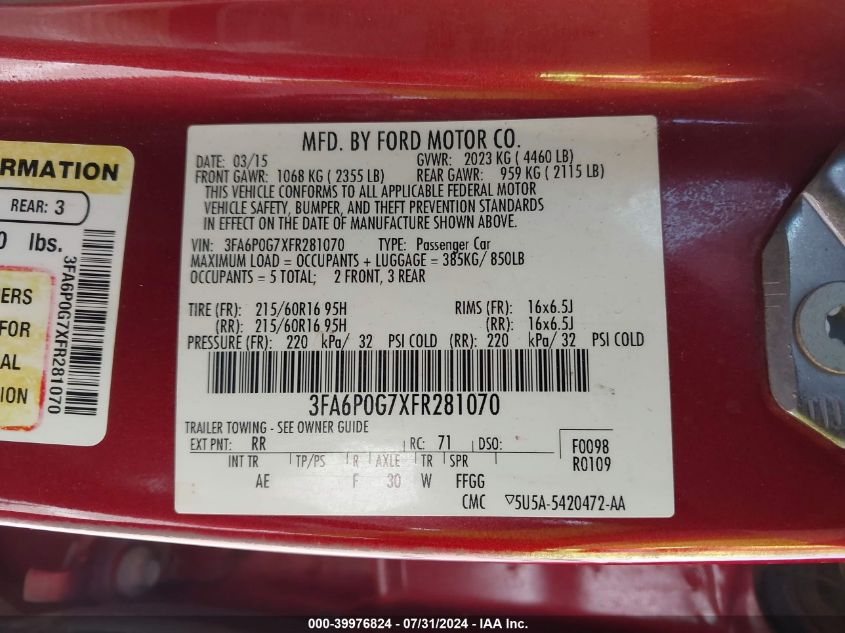 RMATION
REAR: 3
0 lbs.
3FA6P0G7XFR281070
ERS
FOR
AL
ION
MFD. BY FORD MOTOR CO.
DATE: 03/15 GVWR: 2023 KG ( 4460 LB)
FRONT GAWR: 1068 KG ( 2355 LB) REAR GAWR: 959 KG ( 2115 LB)
THIS VEHICLE CONFORMS TO ALL APPLICABLE FEDERAL MOTOR
VEHICLE SAFETY, BUMPER, AND THEFT PREVENTION STANDARDS
IN EFFECT ON THE DATE OF MANUFACTURE SHOWN ABOVE.
VIN: 3FA6P0G7XFR281070 TYPE: Passenger Car
MAXIMUM LOAD = OCCUPANTS + LUGGAGE = 385KG/ 850LB
OCCUPANTS = 5 TOTAL; 2 FRONT, 3 REAR
TIRE (FR): 215/60R16 95H RIMS (FR): 16x6.5J
(RR): 215/60R16 95H (RR): 16x6.5J
PRESSURE (FR): 220 kPa/ 32 PSI COLD (RR): 220 kPa/ 32 PSI COLD
3FA6P0G7XFR281070
TRAILER TOWING - SEE OWNER GUIDE
EXT PNT: RR RC: 71 DSO: F0098
INT TR TP/PS R AXLE TR SPR R0109
AE F 30 W FFGG
CMC ▽5U5A-5420472-AA
000-39976824 / 07/31/2024 / IAA Inc.